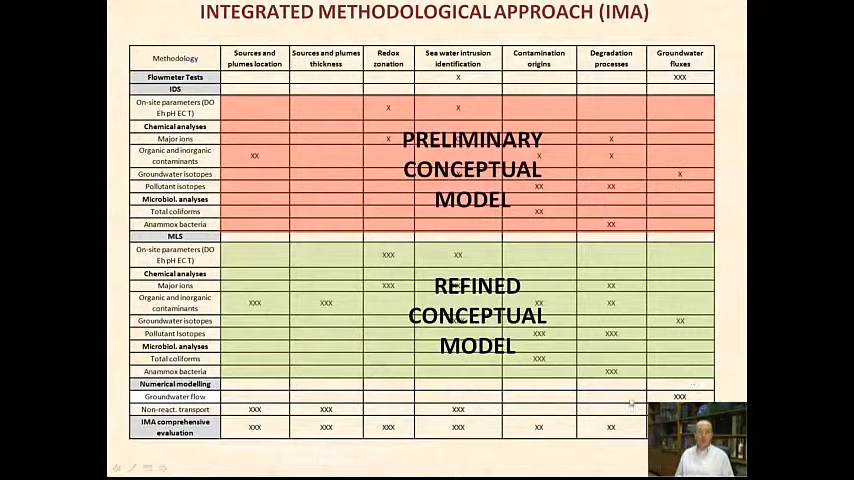 INTEGRATED METHODOLOGICAL APPROACH (IMA)
Methodology Sources and plumes location Sources and plumes thickness Redox zonation Sea water intrusion identification Contamination origins Degradation processes Groundwater fluxes
Flowmeter Tests X XXX
IDS
On-site parameters (DO Eh pH EC T) X X
Chemical analyses
Major ions X X
Organic and inorganic contaminants XX X X
Groundwater isotopes X
Pollutant isotopes XX XX
Microbiol. analyses
Total coliforms XX
Anammox bacteria XX
PRELIMINARY
CONCEPTUAL
MODEL
MLS
On-site parameters (DO Eh pH EC T) XXX XX
Chemical analyses
Major ions XXX XX
Organic and inorganic contaminants XXX XXX XX XX
Groundwater isotopes XX
Pollutant Isotopes XXX XXX
Microbiol. analyses
Total coliforms XXX
Anammox bacteria XXX
REFINED
CONCEPTUAL
MODEL
Numerical modelling
Groundwater flow XXX
Non-react. transport XXX XXX XXX
IMA comprehensive evaluation XXX XXX XXX XXX XX XX